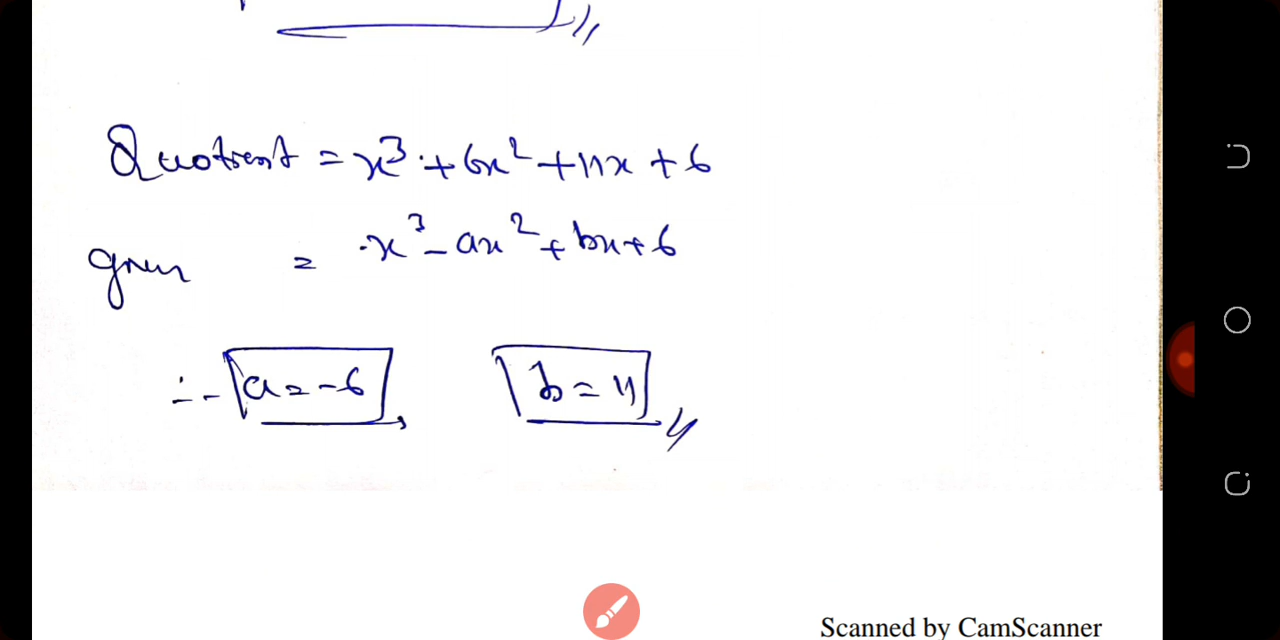 Quotient = x³ + 6x² + 11x + 6
given = x³ - ax² + bx + 6
∴ a = -6 b = 11
Scanned by CamScanner